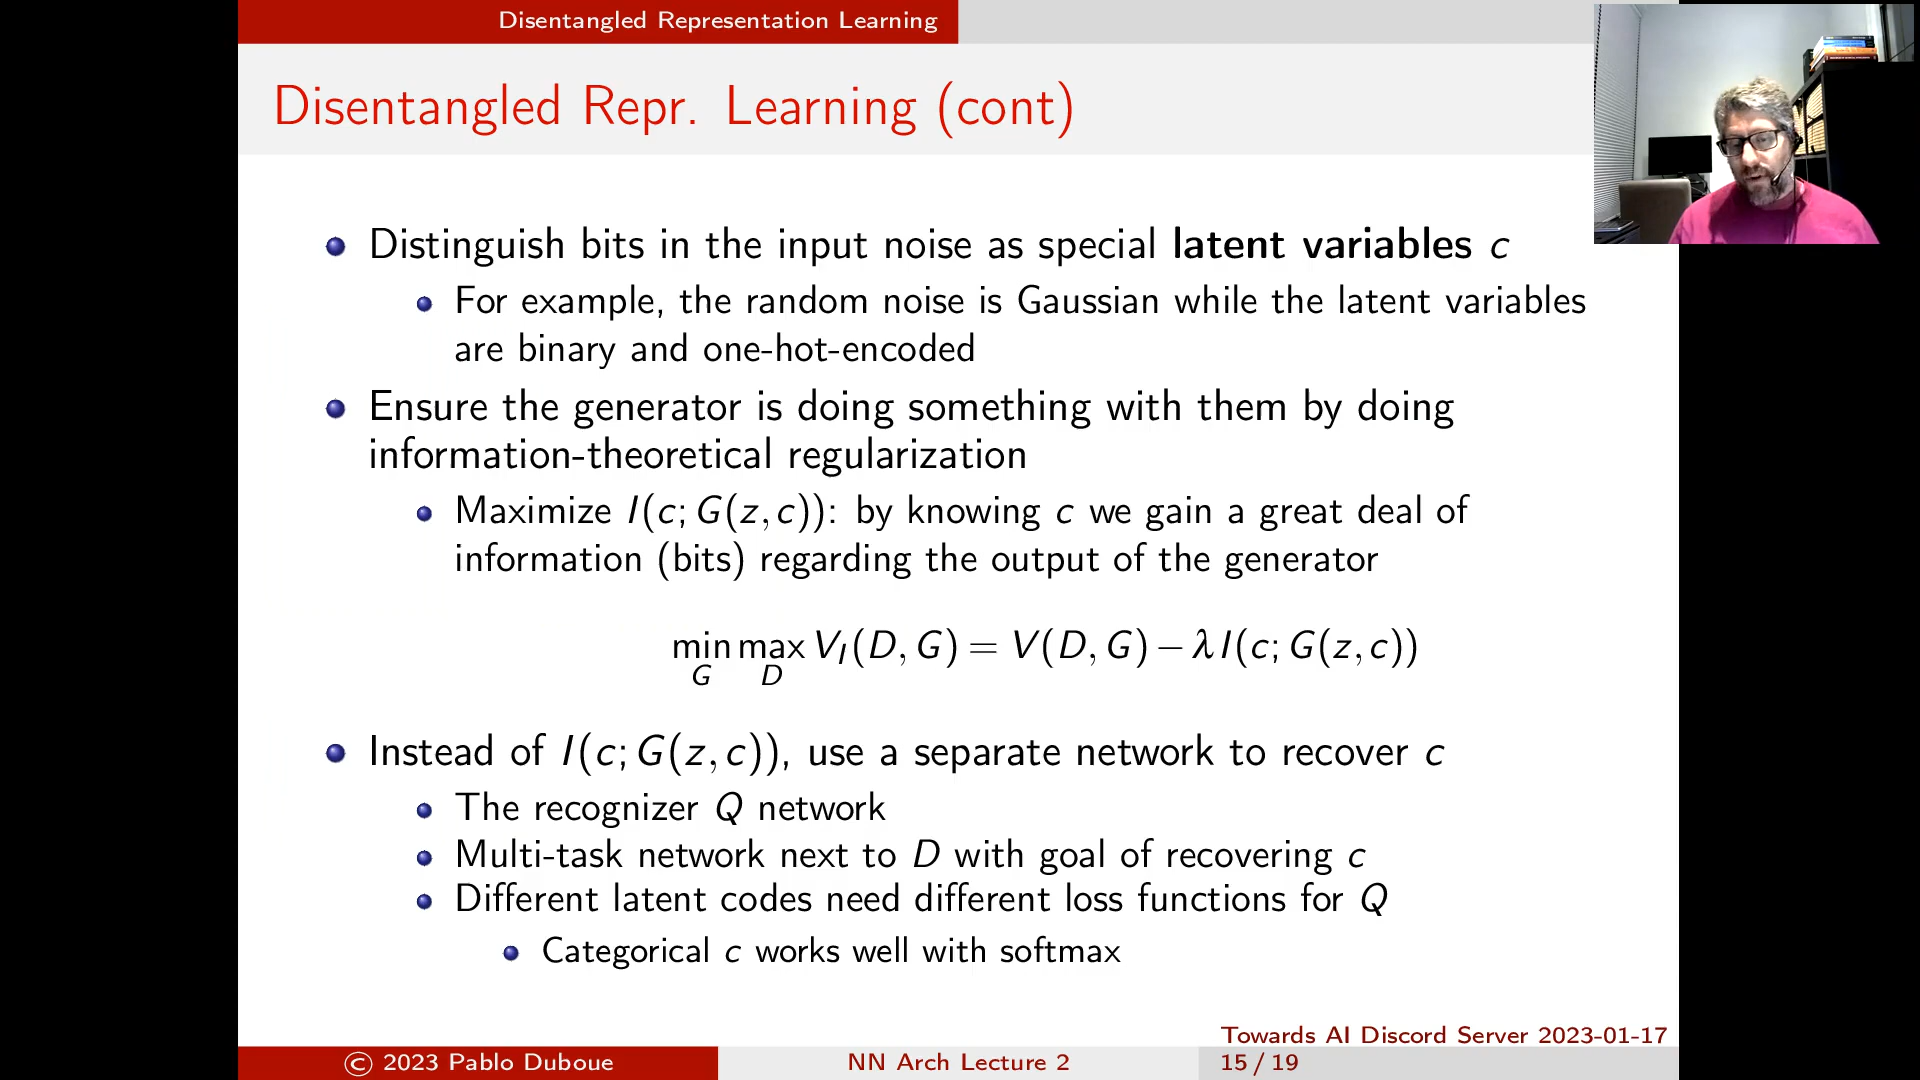 Disentangled Representation Learning
Disentangled Repr. Learning (cont)
Distinguish bits in the input noise as special latent variables c
For example, the random noise is Gaussian while the latent variables
are binary and one-hot-encoded
Ensure the generator is doing something with them by doing
information-theoretical regularization
Maximize I(c; G(z, c)): by knowing c we gain a great deal of
information (bits) regarding the output of the generator
min max V_I(D, G) = V(D, G) − λI(c; G(z, c))
G D
Instead of I(c; G(z, c)), use a separate network to recover c
The recognizer Q network
Multi-task network next to D with goal of recovering c
Different latent codes need different loss functions for Q
Categorical c works well with softmax
Towards AI Discord Server 2023-01-17
© 2023 Pablo Duboue NN Arch Lecture 2 15 / 19